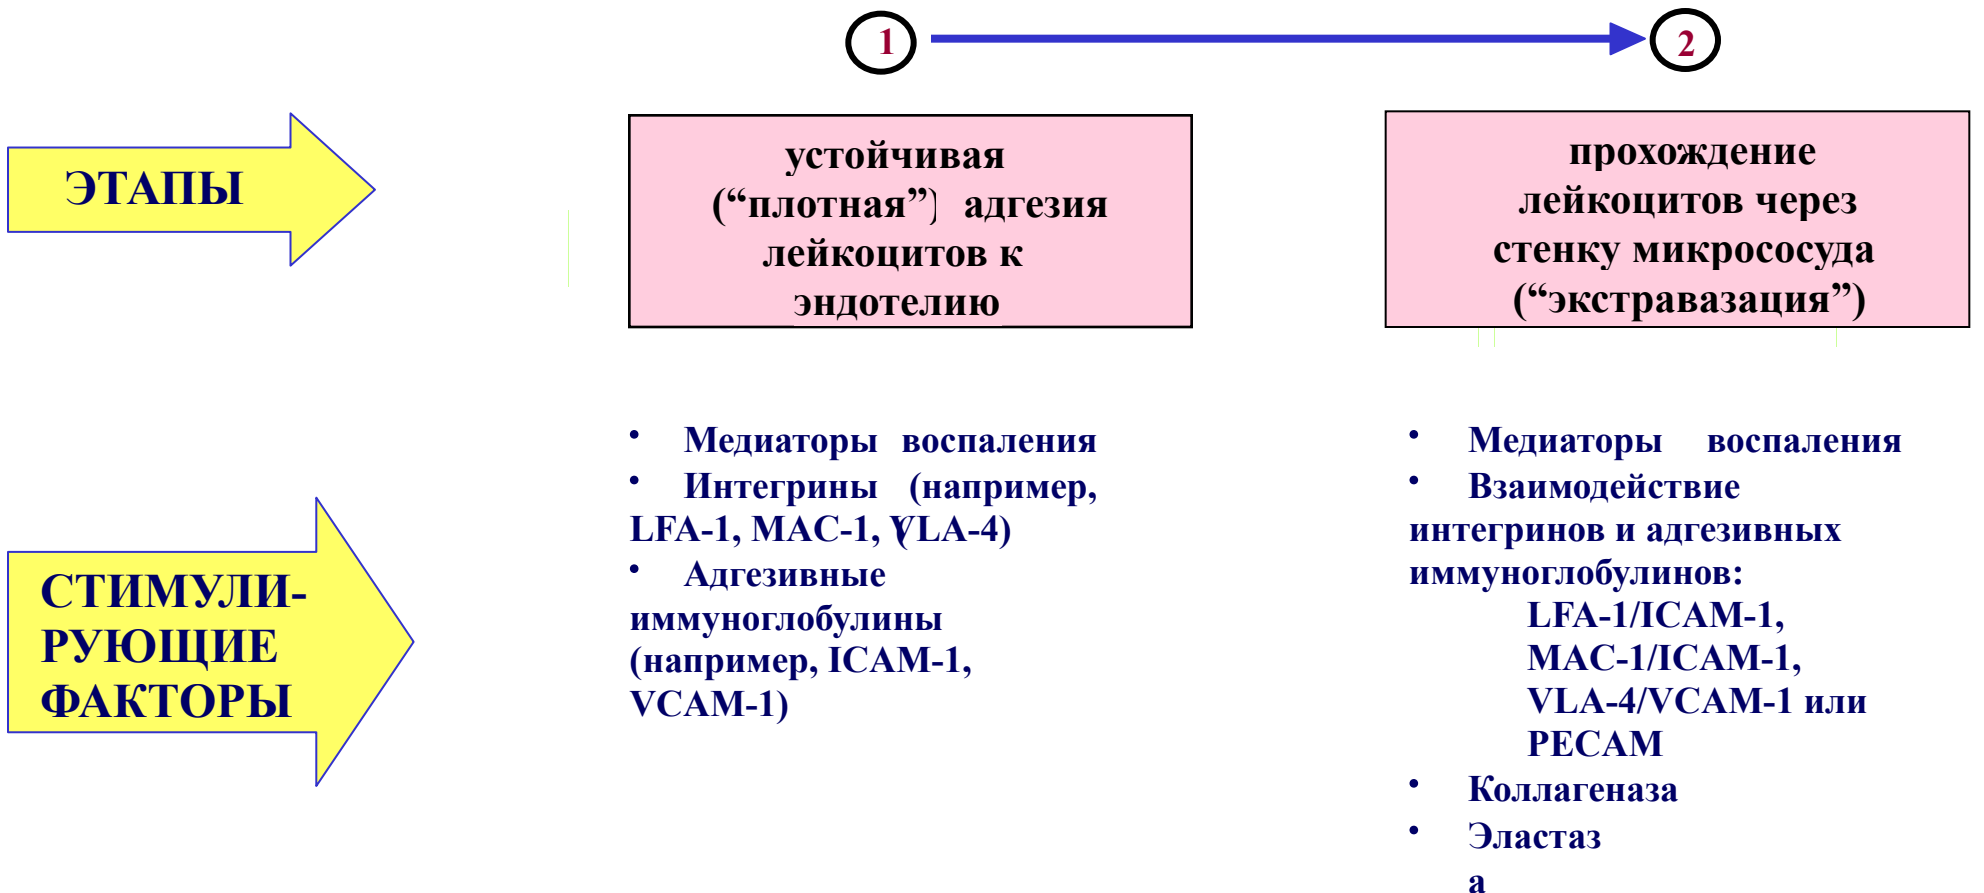 1
2
ЭТАПЫ
устойчивая
(“плотная”) адгезия
лейкоцитов к
эндотелию
прохождение
лейкоцитов через
стенку микрососуда
(“экстравазация”)
СТИМУЛИ-
РУЮЩИЕ
ФАКТОРЫ
• Медиаторы воспаления
• Интегрины (например,
LFA-1, MAC-1, VLA-4)
• Адгезивные
иммуноглобулины
(например, ICAM-1,
VCAM-1)
• Медиаторы воспаления
• Взаимодействие
интегринов и адгезивных
иммуноглобулинов:
LFA-1/ICAM-1,
MAC-1/ICAM-1,
VLA-4/VCAM-1 или
PECAM
• Коллагеназа
• Эластаз
а